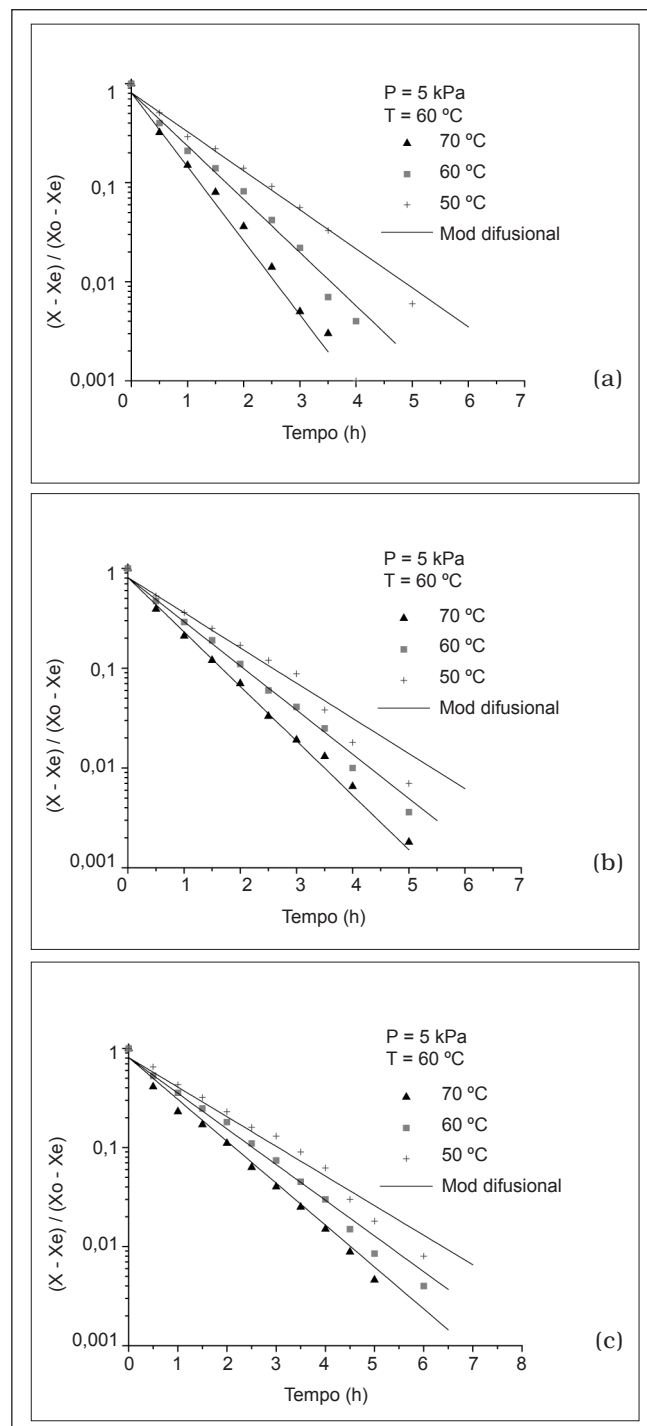 P = 5 kPa
T = 60 ºC
70 ºC
60 ºC
50 ºC
Mod difusional
(X - Xe) / (Xo - Xe)
1
0,1
0,01
0,001
0 1 2 3 4 5 6 7
Tempo (h)
(a)
P = 5 kPa
T = 60 ºC
70 ºC
60 ºC
50 ºC
Mod difusional
(X - Xe) / (Xo - Xe)
1
0,1
0,01
0,001
0 1 2 3 4 5 6 7
Tempo (h)
(b)
P = 5 kPa
T = 60 ºC
70 ºC
60 ºC
50 ºC
Mod difusional
(X - Xe) / (Xo - Xe)
1
0,1
0,01
0,001
0 1 2 3 4 5 6 7 8
Tempo (h)
(c)